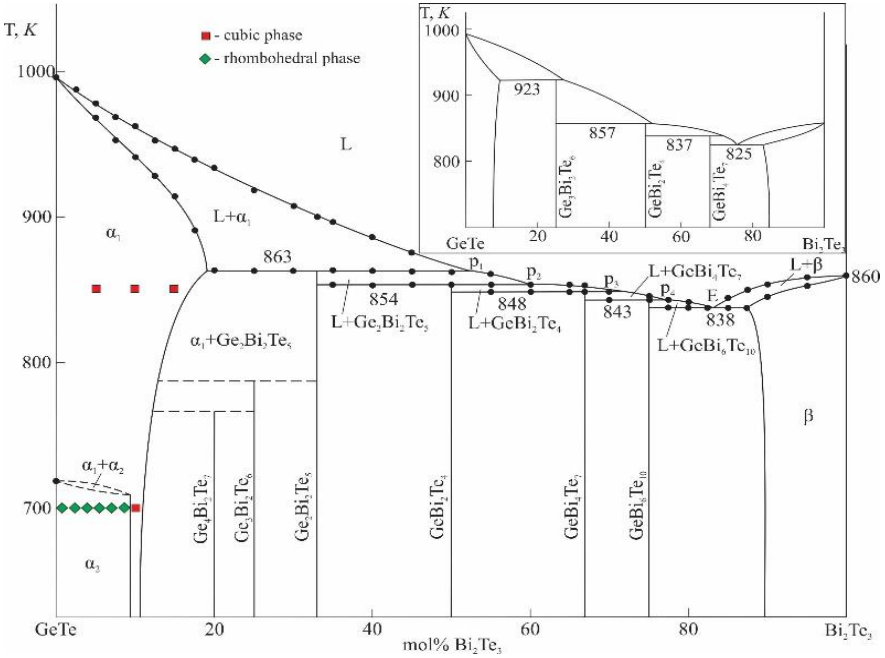 T, K
- cubic phase
- rhombohedral phase
1000
900
800
700
L
L+α₁
α₁
863
p₁
p₂
p₃
p₄
E
L+GeBi₄Te₇
L+β
860
854
848
843
838
L+Ge₂Bi₂Te₅
L+GeBi₂Te₄
L+GeBi₆Te₁₀
α₁+Ge₂Bi₂Te₅
β
α₁+α₂
α₂
Ge₄Bi₂Te₇
Ge₃Bi₂Te₆
Ge₂Bi₂Te₅
GeBi₂Te₄
GeBi₄Te₇
GeBi₆Te₁₀
GeTe
20
40
60
80
Bi₂Te₃
mol% Bi₂Te₃
T, K
1000
900
800
923
857
837
825
Ge₃Bi₂Te₆
GeBi₂Te₄
GeBi₄Te₇
GeTe
20
40
60
80
Bi₂Te₃